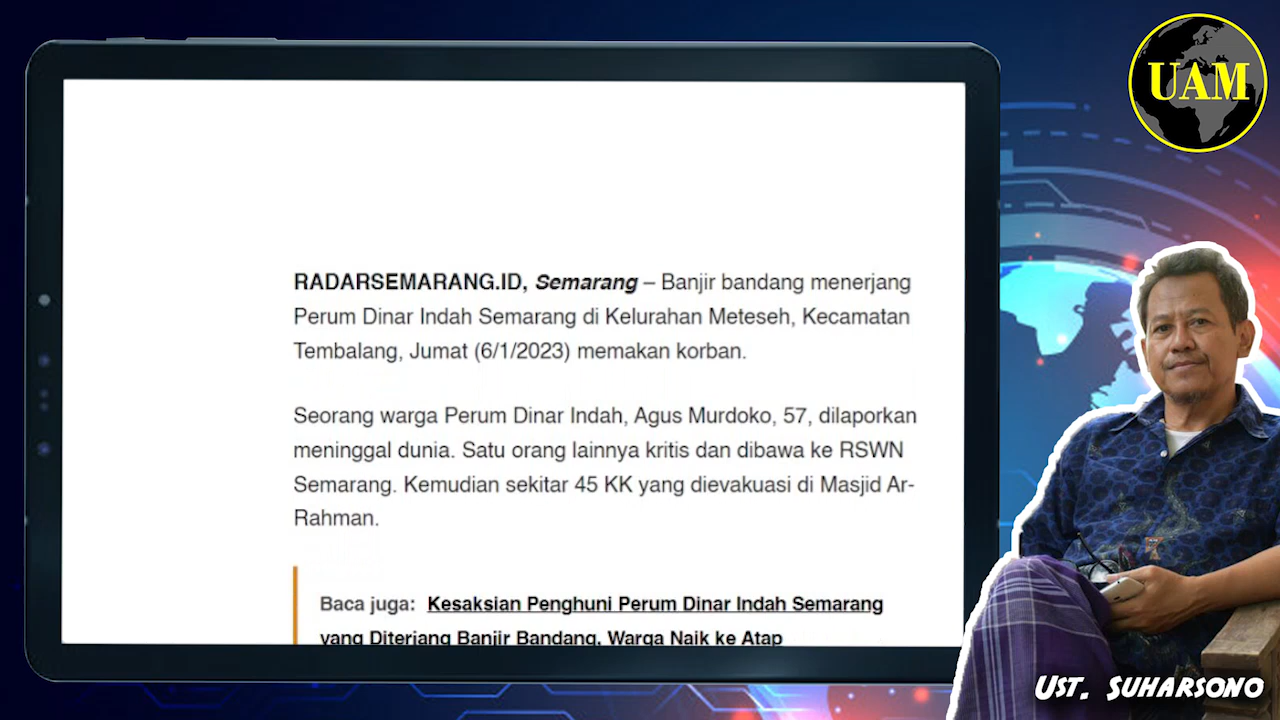 UAM
RADARSEMARANG.ID, Semarang – Banjir bandang menerjang
Perum Dinar Indah Semarang di Kelurahan Meteseh, Kecamatan
Tembalang, Jumat (6/1/2023) memakan korban.
Seorang warga Perum Dinar Indah, Agus Murdoko, 57, dilaporkan
meninggal dunia. Satu orang lainnya kritis dan dibawa ke RSWN
Semarang. Kemudian sekitar 45 KK yang dievakuasi di Masjid Ar-
Rahman.
Baca juga: Kesaksian Penghuni Perum Dinar Indah Semarang
yang Diterjang Banjir Bandang, Warga Naik ke Atap
Ust. Suharsono